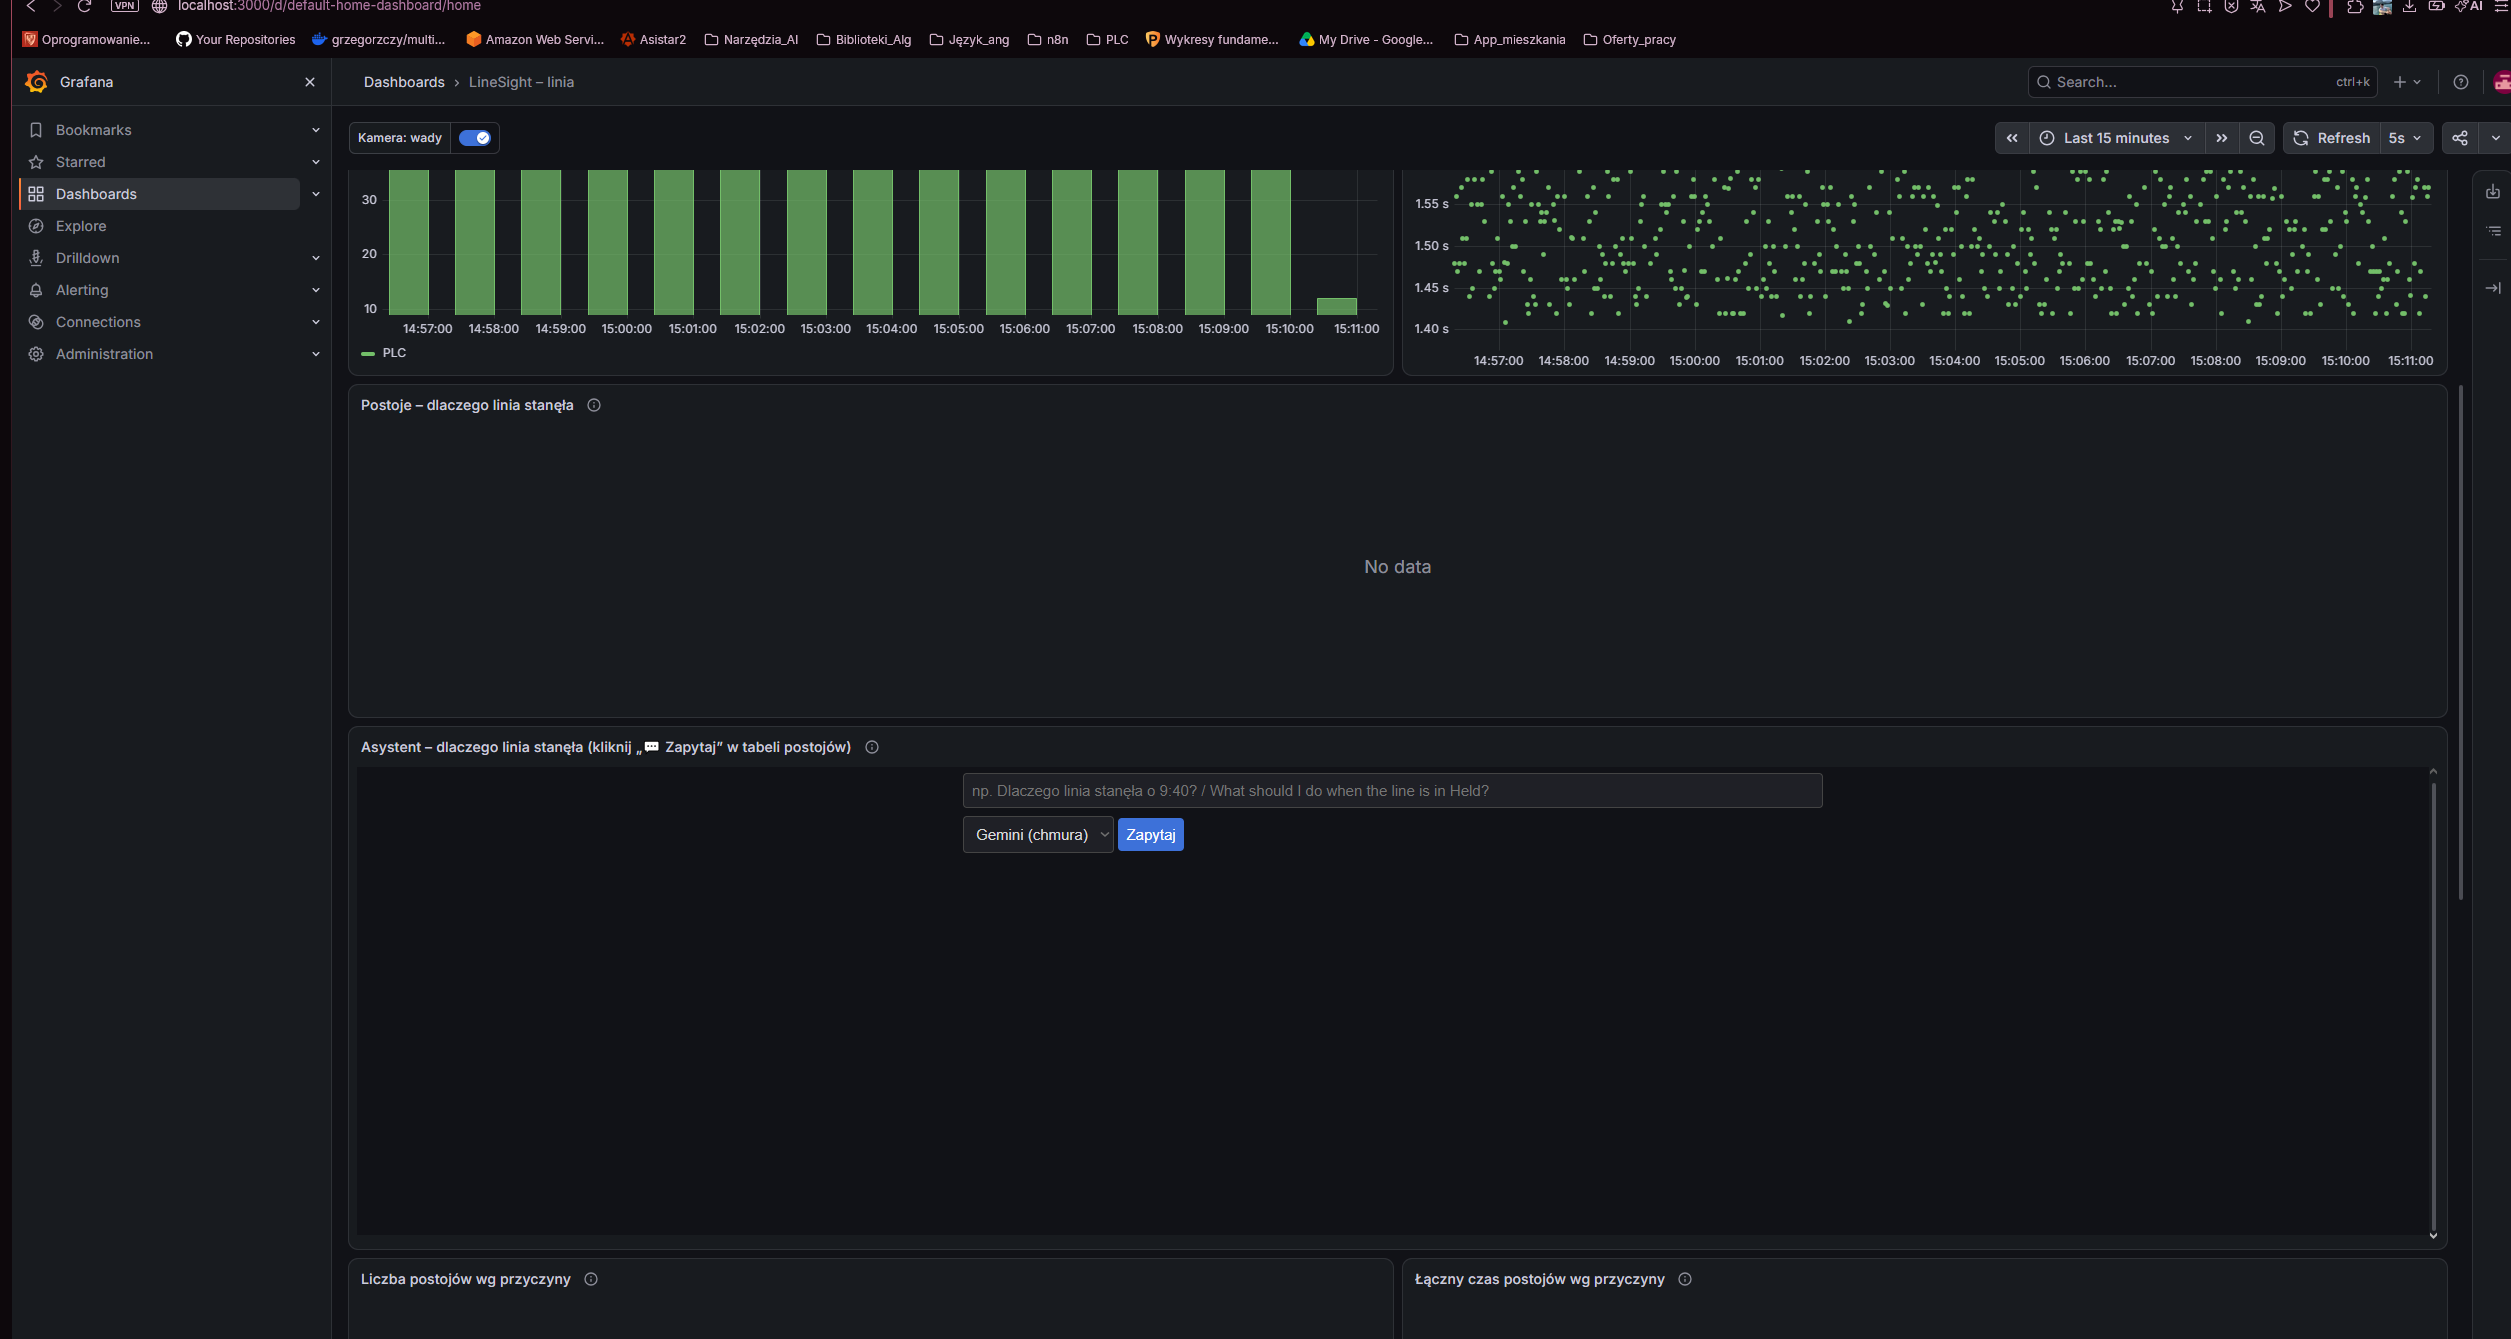 VPN localhost:3000/d/default-home-dashboard/home AI
Oprogramowanie... Your Repositories grzegorzczy/multi... Amazon Web Servi... Asistar2 Narzędzia_AI Biblioteki_Alg Język_ang n8n PLC Wykresy fundame... My Drive - Google... App_mieszkania Oferty_pracy
Grafana
Dashboards › LineSight – linia
Search... ctrl+k
Bookmarks
Starred
Dashboards
Explore
Drilldown
Alerting
Connections
Administration
Kamera: wady
Last 15 minutes
Refresh 5s
30
20
10
14:57:00 14:58:00 14:59:00 15:00:00 15:01:00 15:02:00 15:03:00 15:04:00 15:05:00 15:06:00 15:07:00 15:08:00 15:09:00 15:10:00 15:11:00
PLC
1.55 s
1.50 s
1.45 s
1.40 s
14:57:00 14:58:00 14:59:00 15:00:00 15:01:00 15:02:00 15:03:00 15:04:00 15:05:00 15:06:00 15:07:00 15:08:00 15:09:00 15:10:00 15:11:00
Postoje – dlaczego linia stanęła
No data
Asystent – dlaczego linia stanęła (kliknij „💬 Zapytaj” w tabeli postojów)
np. Dlaczego linia stanęła o 9:40? / What should I do when the line is in Held?
Gemini (chmura) Zapytaj
Liczba postojów wg przyczyny
Łączny czas postojów wg przyczyny